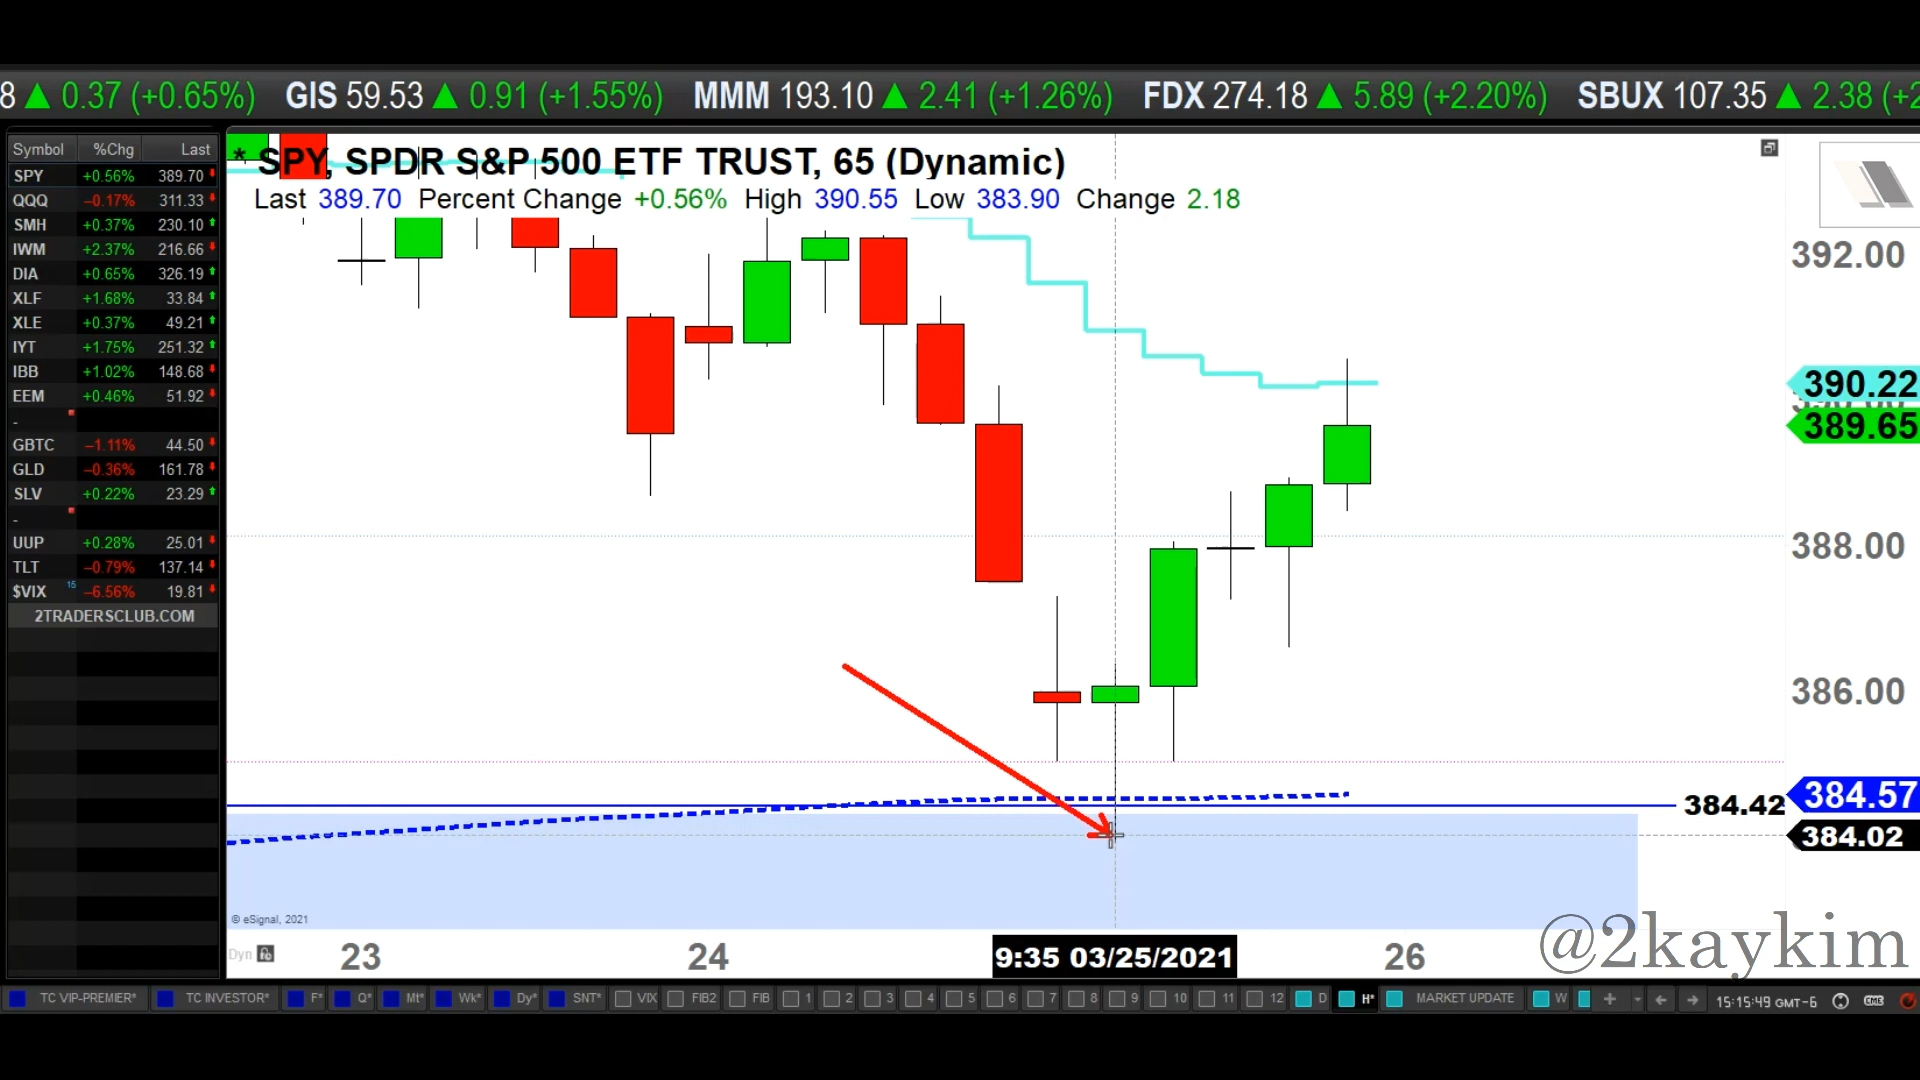 8 ▲ 0.37 (+0.65%) GIS 59.53 ▲ 0.91 (+1.55%) MMM 193.10 ▲ 2.41 (+1.26%) FDX 274.18 ▲ 5.89 (+2.20%) SBUX 107.35 ▲ 2.38 (+2
Symbol %Chg Last
SPY +0.56% 389.70
QQQ –0.17% 311.33
SMH +0.37% 230.10
IWM +2.37% 216.66
DIA +0.65% 326.19
XLF +1.68% 33.84
XLE +0.37% 49.21
IYT +1.75% 251.32
IBB +1.02% 148.68
EEM +0.46% 51.92
-
GBTC –1.11% 44.50
GLD –0.36% 161.78
SLV +0.22% 23.29
-
UUP +0.28% 25.01
TLT –0.79% 137.14
$VIX 15 –6.56% 19.81
2TRADERSCLUB.COM
* SPY, SPDR S&P 500 ETF TRUST, 65 (Dynamic)
Last 389.70 Percent Change +0.56% High 390.55 Low 383.90 Change 2.18
392.00
390.22
390.00
389.65
388.00
386.00
384.42 384.57
384.02
© eSignal, 2021
@2kaykim
Dyn 23 24 9:35 03/25/2021 26
TC VIP-PREMIER* TC INVESTOR* F* Q* Mt* Wk* Dy* SNT* VIX FIB2 FIB 1 2 3 4 5 6 7 8 9 10 11 12 D H* MARKET UPDATE W + 15:15:49 GMT-6